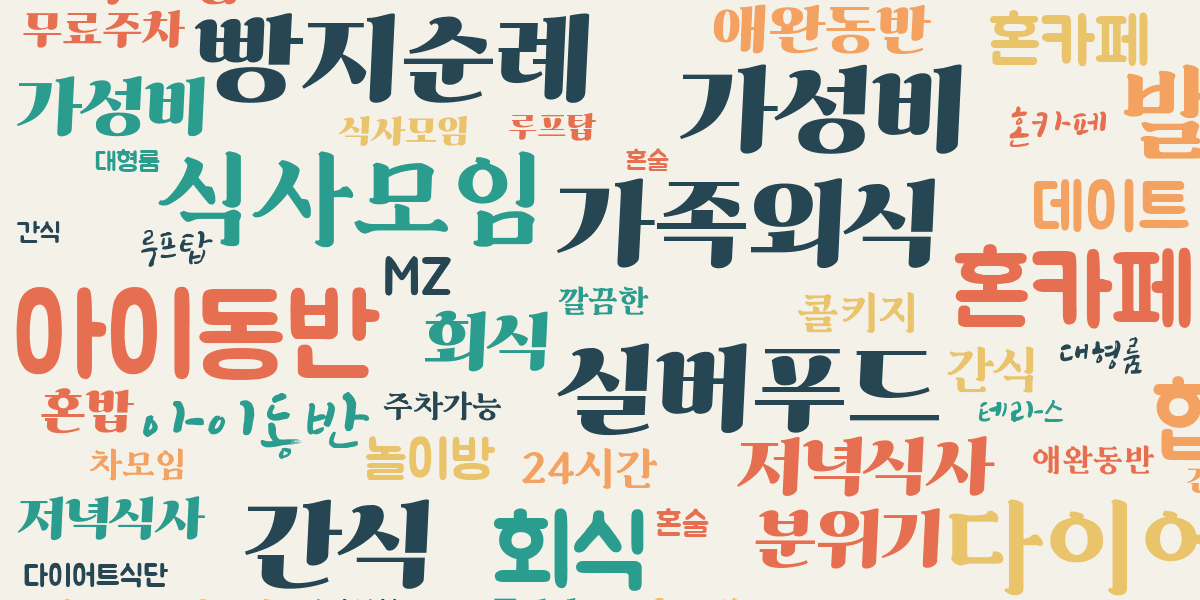 무료주차
빵지순례
애완동반
혼카페
가성비
가성비
식사모임
루프탑
혼카페
대형룸
식사모임
혼술
가족외식
데이트
간식
루프탑
MZ
혼카페
아이동반
회식
깔끔한
콜키지
실버푸드
간식
대형룸
혼밥
아이동반
주차가능
테라스
차모임
놀이방
24시간
저녁식사
애완동반
저녁식사
간식
회식
혼술
분위기
다이어트식단